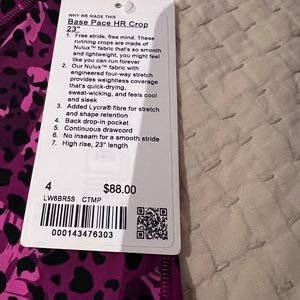 WHY WE MADE THIS
Base Pace HR Crop
23"
1. Free stride, free mind. These
running crops are made of
Nulux™ fabric that's so smooth
and lightweight, you might feel
like you can run forever
2. Our Nulux™ fabric with
engineered four-way stretch
provides weightless coverage
that's quick-drying,
sweat-wicking, and feels cool
and sleek
3. Added Lycra® fibre for stretch
and shape retention
4. Back drop-in pocket
5. Continuous drawcord
6. No inseam for a smooth stride
7. High rise, 23" length
4 $88.00
LW6BR5S CTMP
000143476303